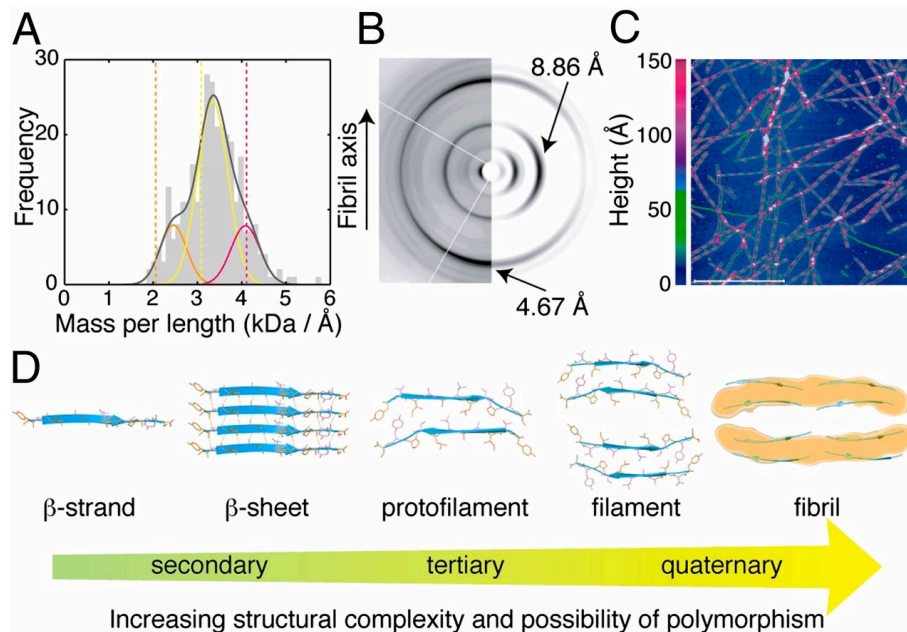 A
Frequency
30
20
10
0
0 1 2 3 4 5 6
Mass per length (kDa / Å)
B
Fibril axis
8.86 Å
4.67 Å
C
Height (Å)
150
100
50
0
D
β-strand
β-sheet
protofilament
filament
fibril
secondary
tertiary
quaternary
Increasing structural complexity and possibility of polymorphism